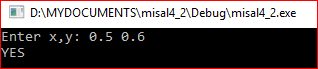 D:\MYDOCUMENTS\misal4_2\Debug\misal4_2.exe
Enter x,y: 0.5 0.6
YES